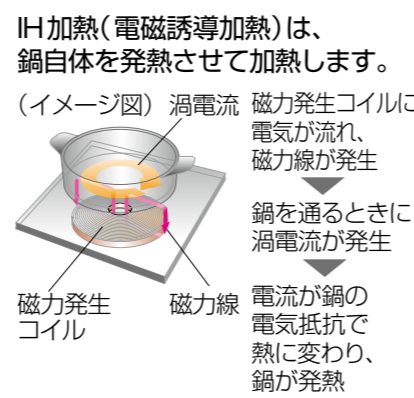 IH加熱(電磁誘導加熱)は、
鍋自体を発熱させて加熱します。
(イメージ図)
渦電流
磁力発生
コイル
磁力線
磁力発生コイルに
電気が流れ、
磁力線が発生
鍋を通るときに
渦電流が発生
電流が鍋の
電気抵抗で
熱に変わり、
鍋が発熱